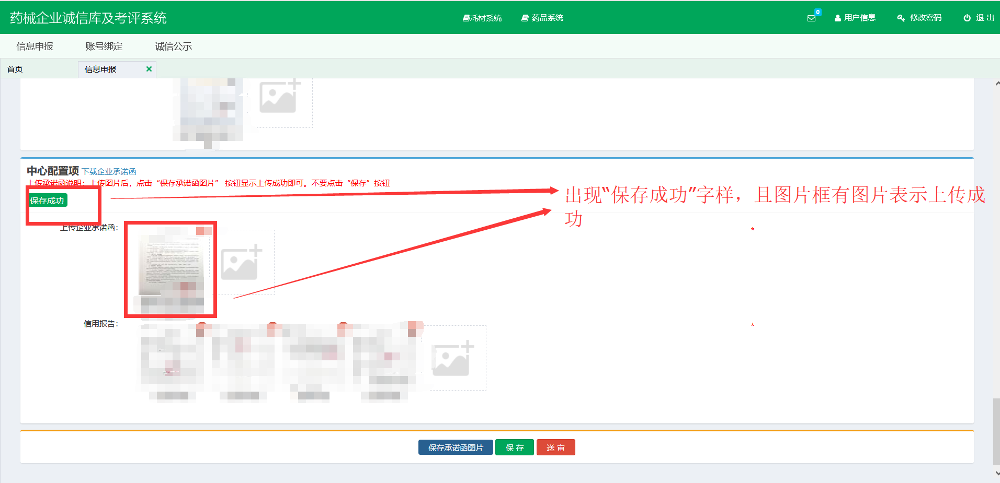 药械企业诚信库及考评系统
耗材系统 药品系统
0 用户信息 修改密码 退 出
信息申报 账号绑定 诚信公示
首页 信息申报
中心配置项 下载企业承诺函
上传承诺函说明：上传图片后，点击“保存承诺函图片” 按钮显示上传成功即可。不要点击“保存”按钮
保存成功
出现“保存成功”字样，且图片框有图片表示上传成
功
上传企业承诺函： *
信用报告： *
保存承诺函图片 保 存 送 审